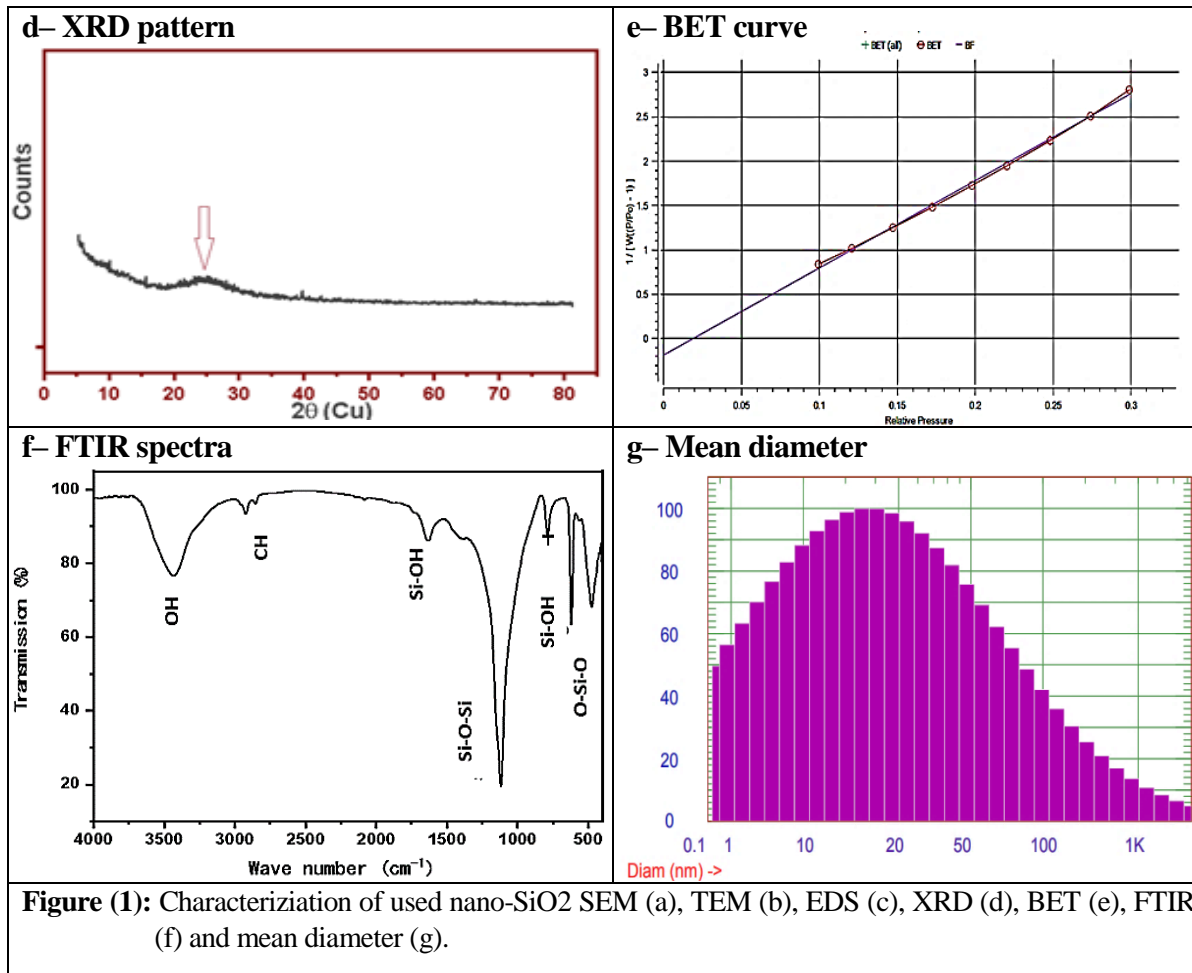 d– XRD pattern
Counts
0 10 20 30 40 50 60 70 80
2θ (Cu)
e– BET curve
BET (all) BET BF
1 / [ W((P/Po) - 1) ]
3
2.5
2
1.5
1
0.5
0
0 0.05 0.1 0.15 0.2 0.25 0.3
Relative Pressure
f– FTIR spectra
Transmission (%)
100
80
60
40
20
OH
CH
Si-OH
Si-O-Si
Si-OH
O-Si-O
4000 3500 3000 2500 2000 1500 1000 500
Wave number (cm⁻¹)
g– Mean diameter
100
80
60
40
20
0
0.1 1 10 20 50 100 1K
Diam (nm) ->
Figure (1): Characteriziation of used nano-SiO2 SEM (a), TEM (b), EDS (c), XRD (d), BET (e), FTIR
(f) and mean diameter (g).